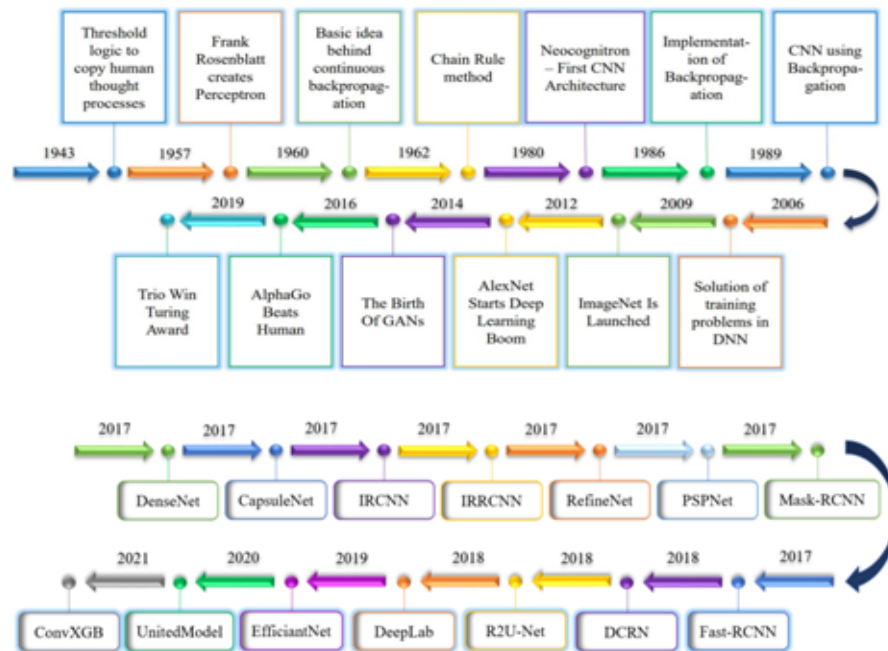 Threshold
logic to
copy human
thought
processes
Frank
Rosenblatt
creates
Perceptron
Basic idea
behind
continuous
backpropag-
ation
Chain Rule
method
Neocognitron
– First CNN
Architecture
Implementat-
ion of
Backpropag-
ation
CNN using
Backpropa-
gation
1943
1957
1960
1962
1980
1986
1989
2019
2016
2014
2012
2009
2006
Trio Win
Turing
Award
AlphaGo
Beats
Human
The Birth
Of GANs
AlexNet
Starts Deep
Learning
Boom
ImageNet Is
Launched
Solution of
training
problems in
DNN
2017
2017
2017
2017
2017
2017
2017
DenseNet
CapsuleNet
IRCNN
IRRCNN
RefineNet
PSPNet
Mask-RCNN
2021
2020
2019
2018
2018
2018
2017
ConvXGB
UnitedModel
EfficiantNet
DeepLab
R2U-Net
DCRN
Fast-RCNN